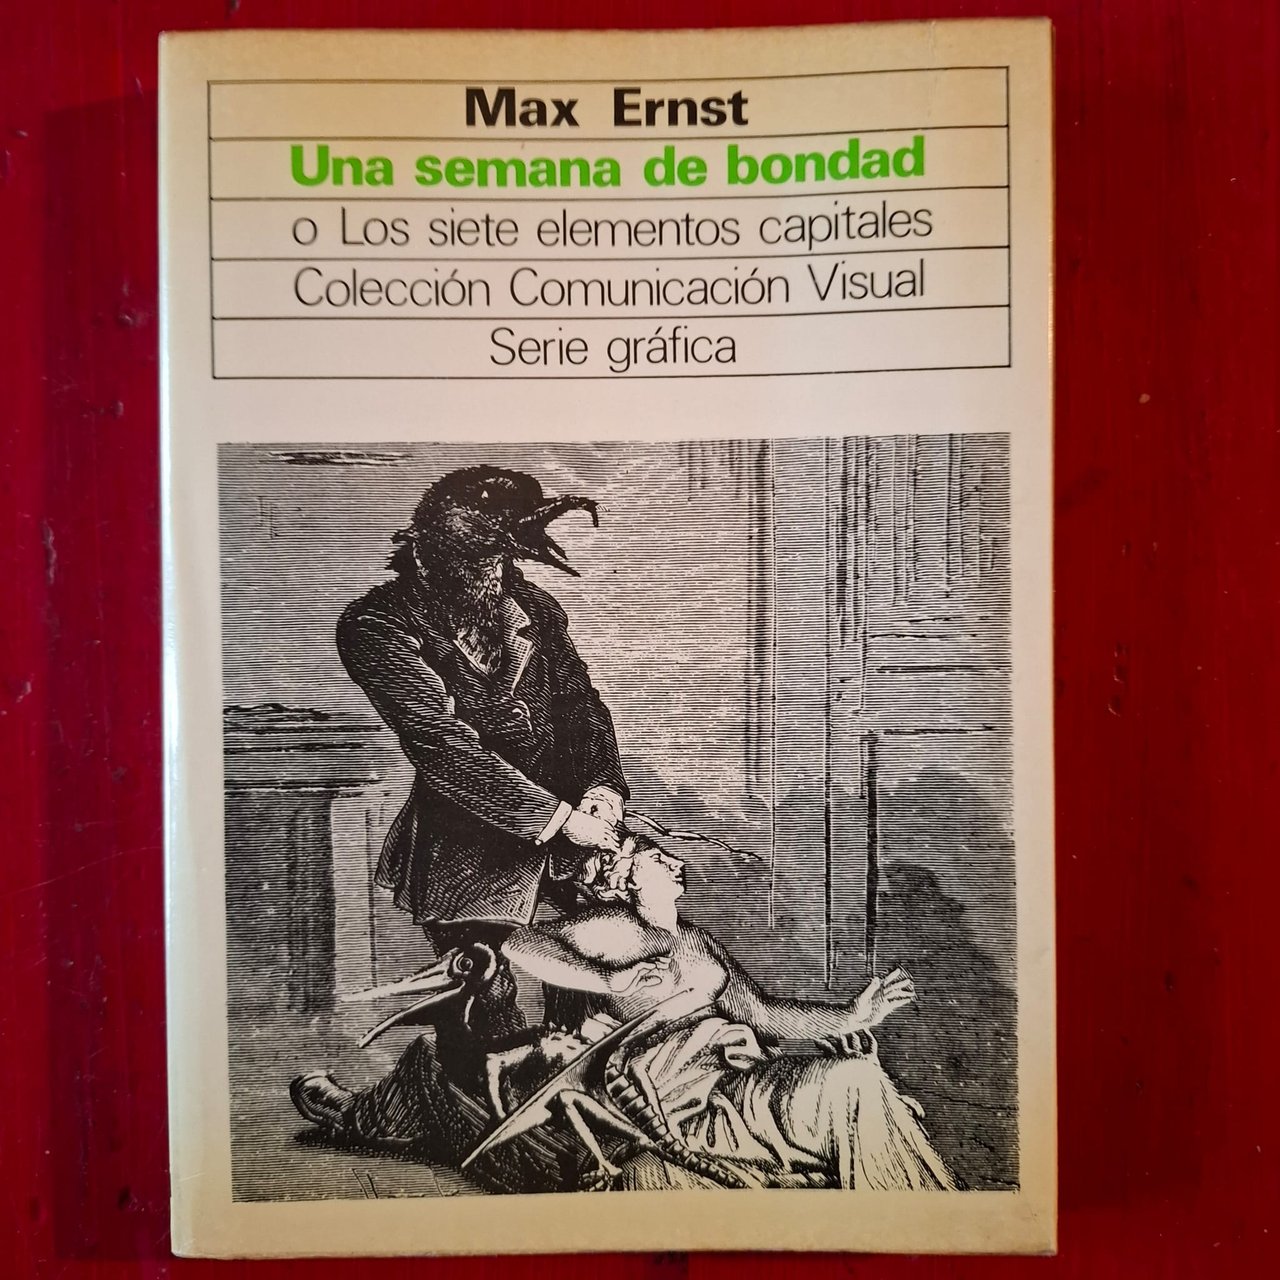 Max Ernst
Una semana de bondad
o Los siete elementos capitales
Colección Comunicación Visual
Serie gráfica